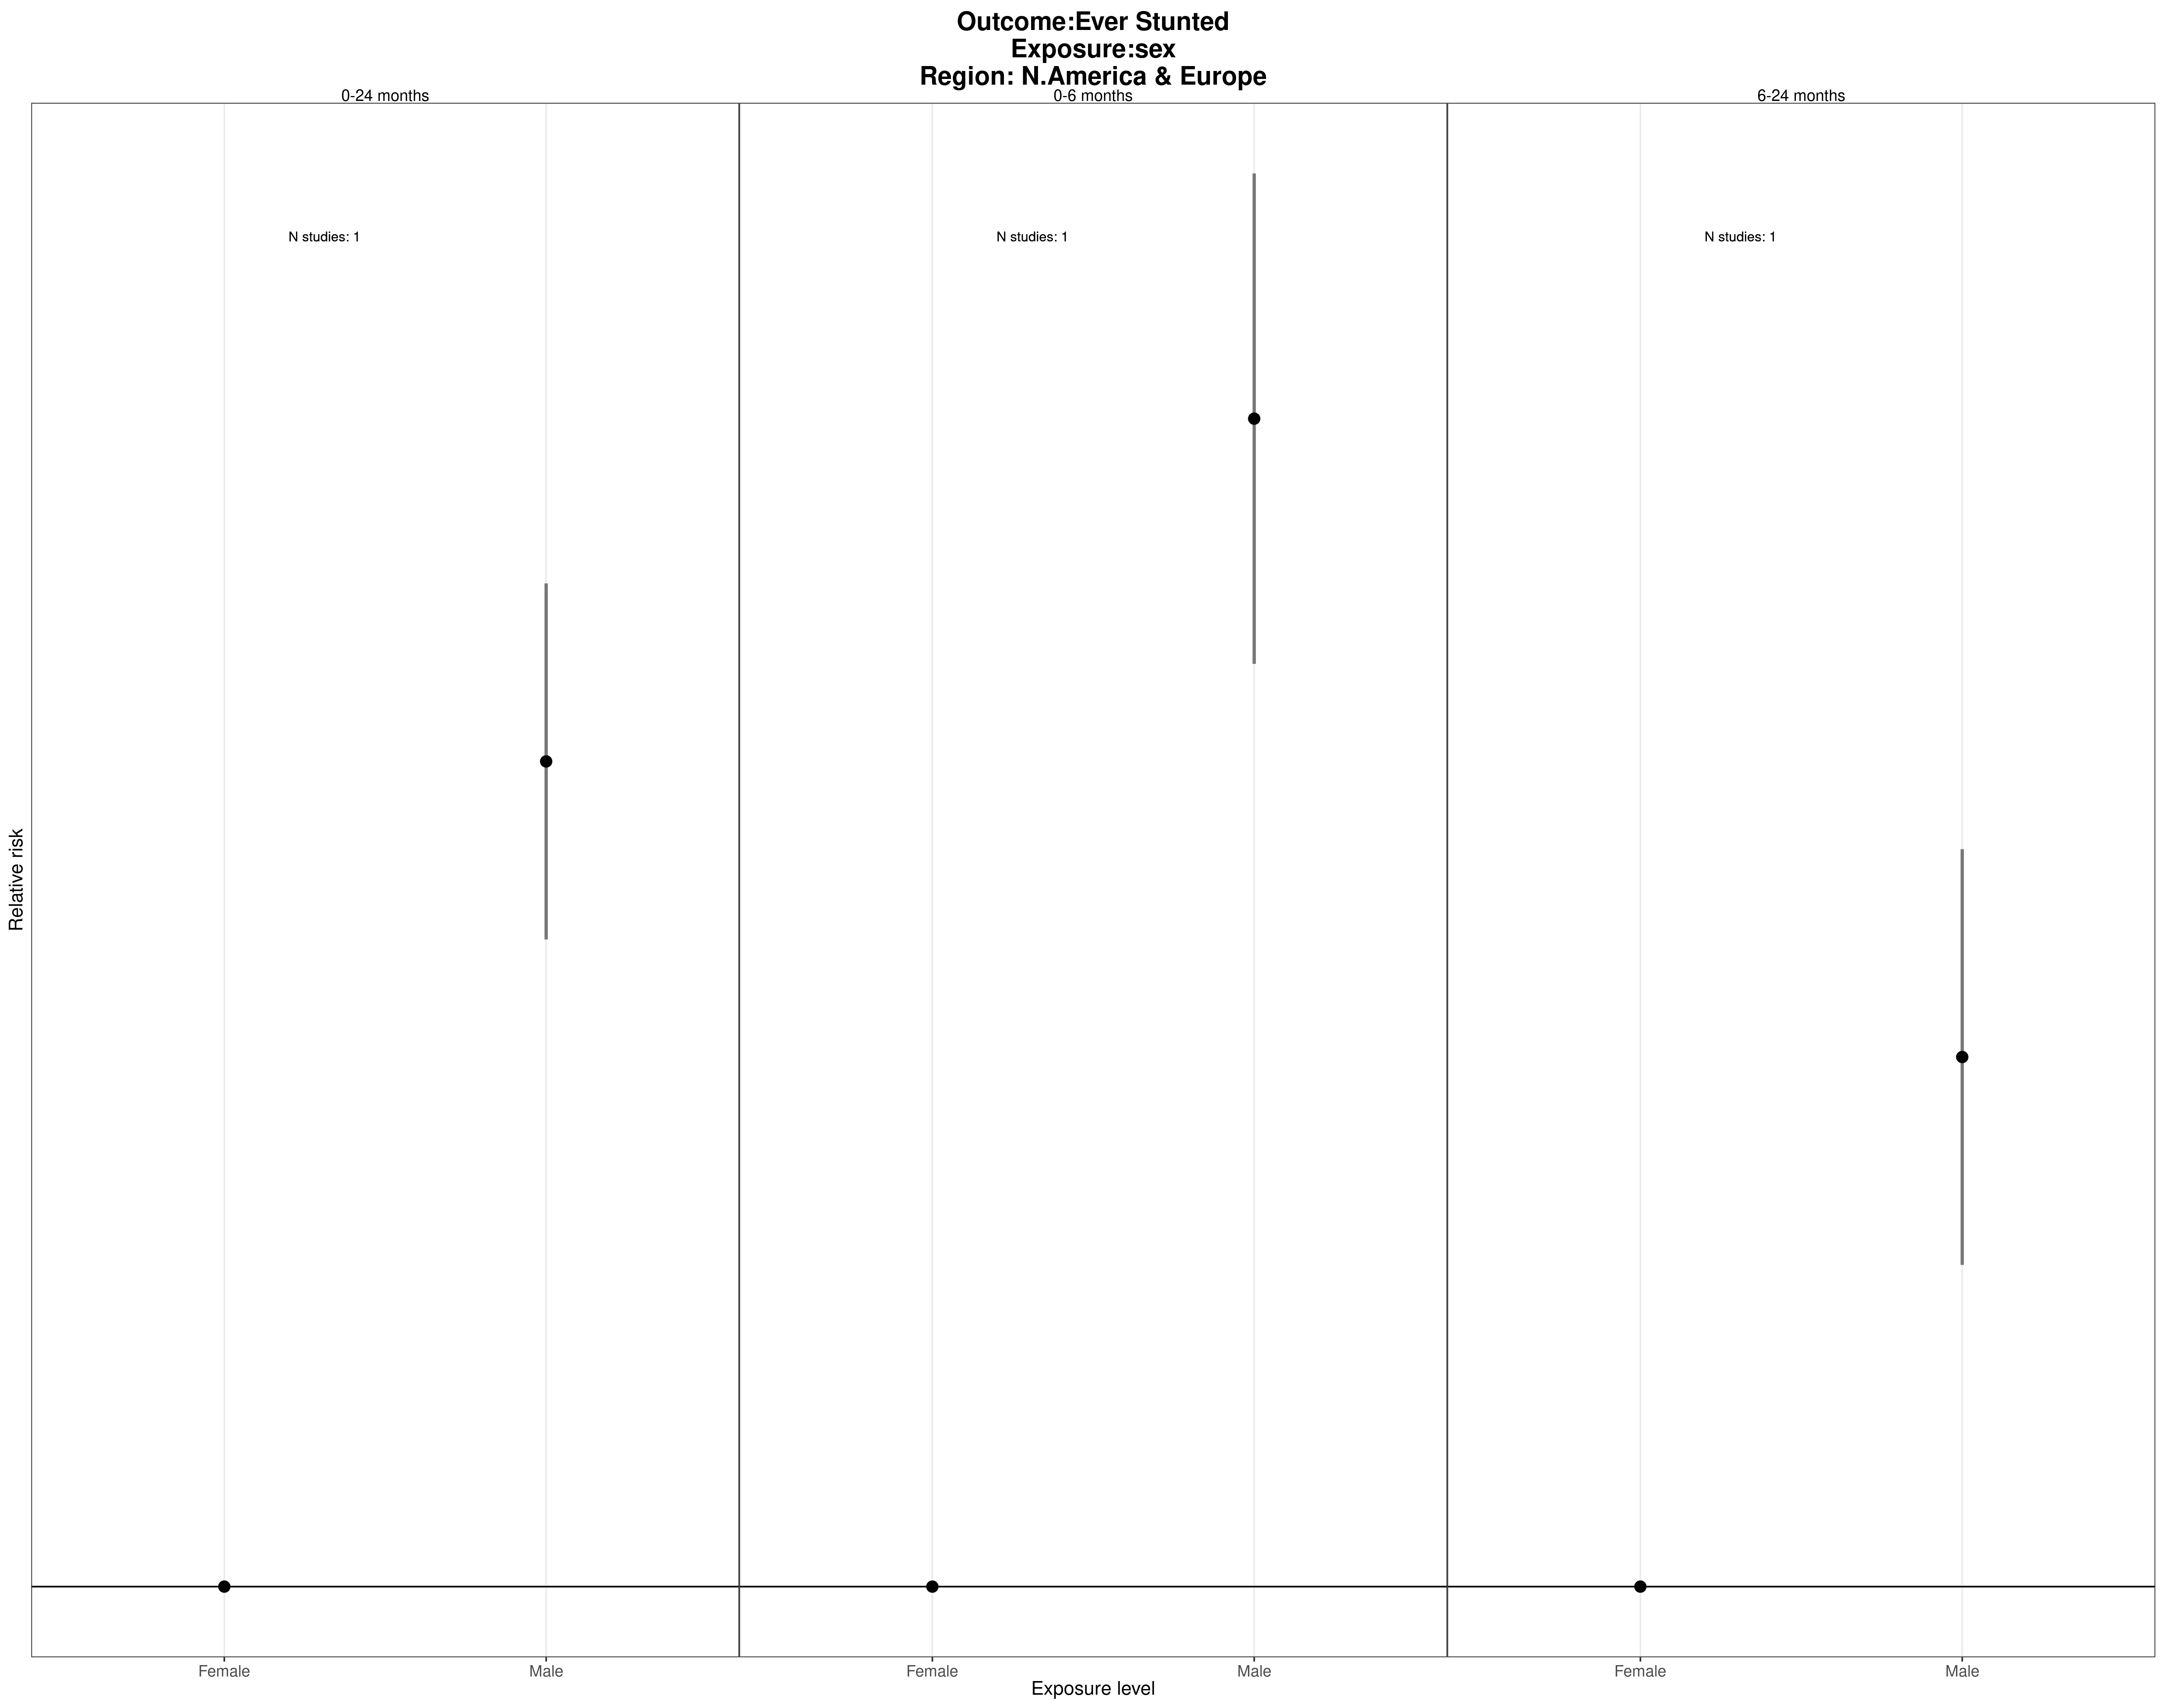 Outcome:Ever Stunted
Exposure:sex
Region: N.America & Europe
0-24 months
0-6 months
6-24 months
N studies: 1
N studies: 1
N studies: 1
Relative risk
Female
Male
Female
Male
Female
Male
Exposure level